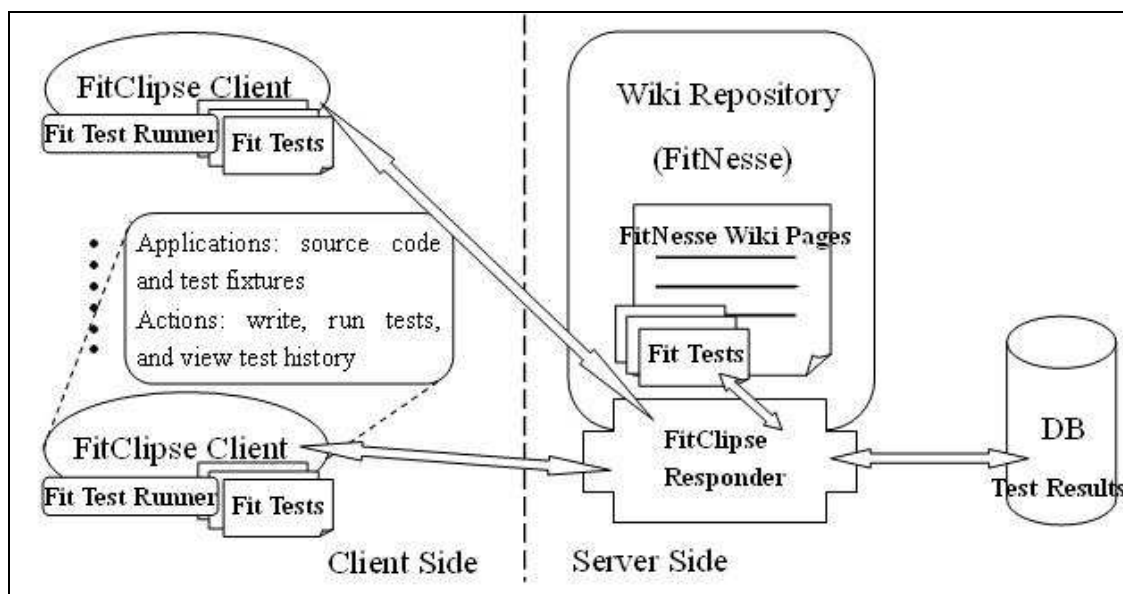 FitClipse Client
Fit Test Runner
Fit Tests
Applications: source code
and test fixtures
Actions: write, run tests,
and view test history
FitClipse Client
Fit Test Runner
Fit Tests
Client Side
Wiki Repository
(FitNesse)
FitNesse Wiki Pages
Fit Tests
FitClipse
Responder
DB
Test Results
Server Side